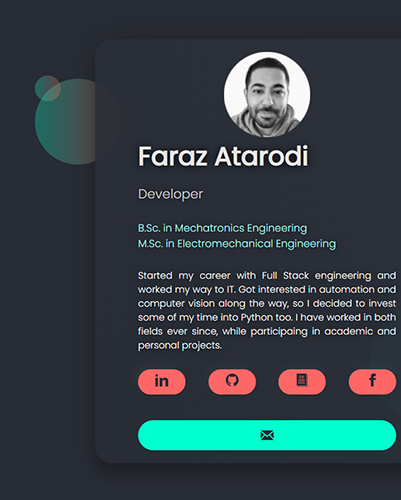 Faraz Atarodi
Developer
B.Sc. in Mechatronics Engineering
M.Sc. in Electromechanical Engineering
Started my career with Full Stack engineering and
worked my way to IT. Got interested in automation and
computer vision along the way, so I decided to invest
some of my time into Python too. I have worked in both
fields ever since, while participaing in academic and
personal projects.
in
f